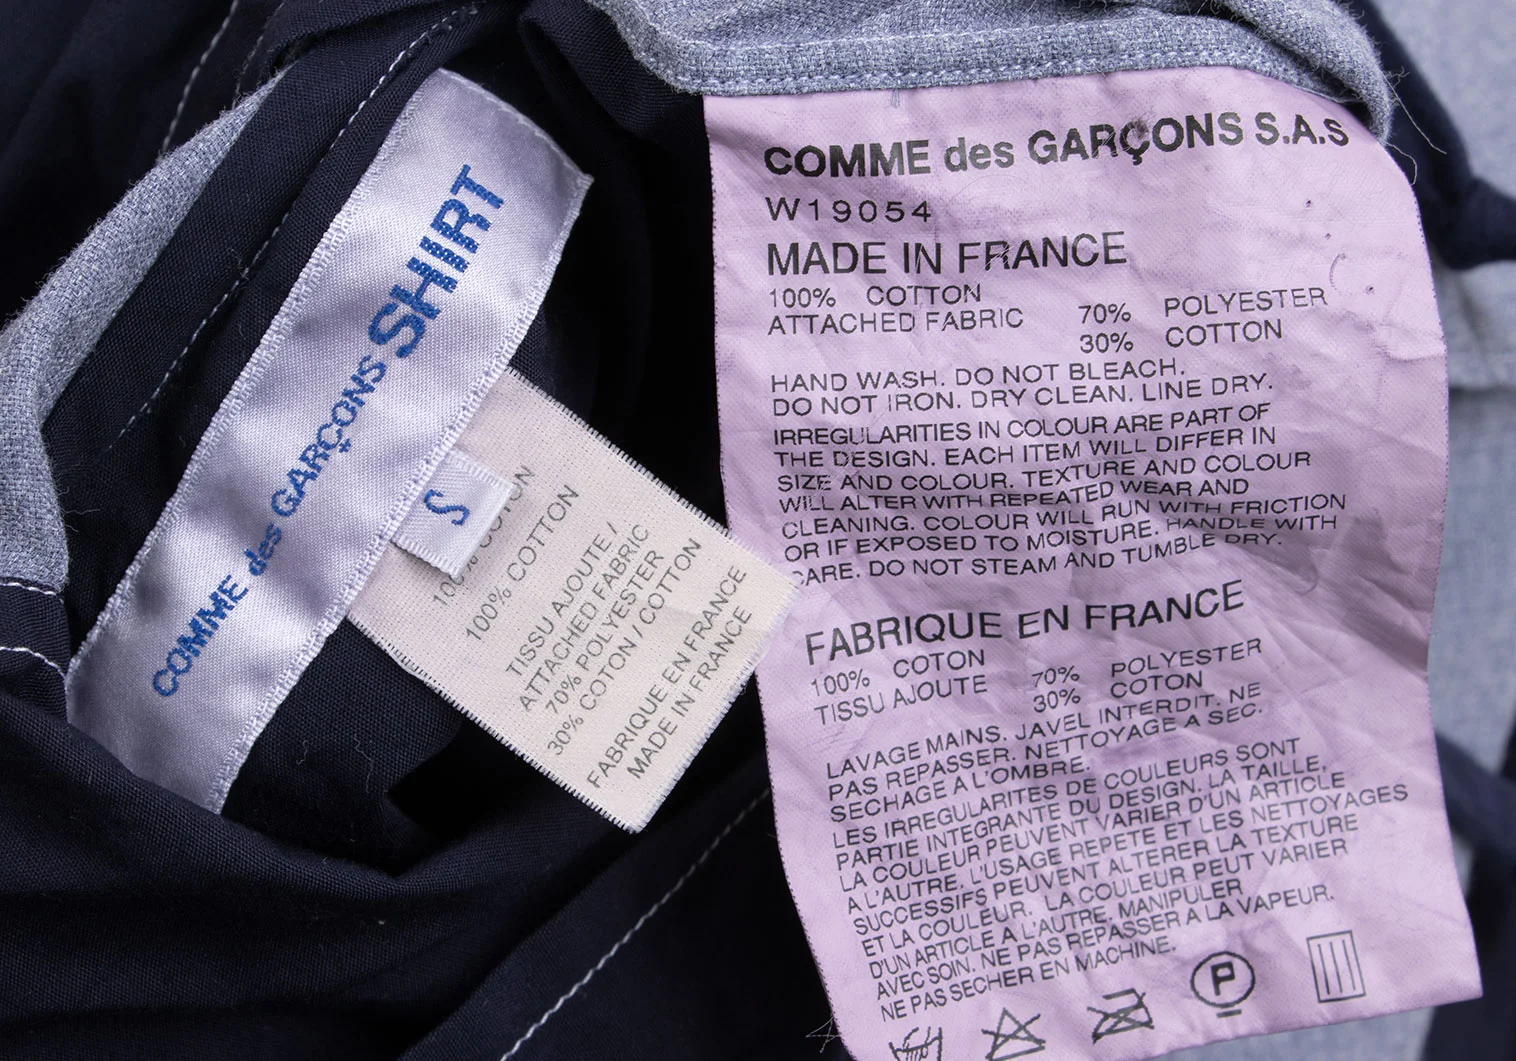 COMME des GARÇONS SHIRT
S
100% COTON
100% COTTON
TISSU AJOUTE /
ATTACHED FABRIC
70% POLYESTER
30% COTON / COTTON
FABRIQUE EN FRANCE
MADE IN FRANCE
COMME des GARÇONS S.A.S
W19054
MADE IN FRANCE
100% COTTON
ATTACHED FABRIC 70% POLYESTER
30% COTTON
HAND WASH. DO NOT BLEACH.
DO NOT IRON. DRY CLEAN. LINE DRY.
IRREGULARITIES IN COLOUR ARE PART OF
THE DESIGN. EACH ITEM WILL DIFFER IN
SIZE AND COLOUR. TEXTURE AND COLOUR
WILL ALTER WITH REPEATED WEAR AND
CLEANING. COLOUR WILL RUN WITH FRICTION
OR IF EXPOSED TO MOISTURE. HANDLE WITH
CARE. DO NOT STEAM AND TUMBLE DRY.
FABRIQUE EN FRANCE
100% COTON
TISSU AJOUTE 70% POLYESTER
30% COTON
LAVAGE MAINS. JAVEL INTERDIT. NE
PAS REPASSER. NETTOYAGE A SEC.
SECHAGE A L'OMBRE.
LES IRREGULARITES DE COULEURS SONT
PARTIE INTEGRANTE DU DESIGN. LA TAILLE,
LA COULEUR PEUVENT VARIER D'UN ARTICLE
A L'AUTRE. L'USAGE REPETE ET LES NETTOYAGES
SUCCESSIFS PEUVENT ALTERER LA TEXTURE
ET LA COULEUR. LA COULEUR PEUT VARIER
D'UN ARTICLE A L'AUTRE. MANIPULER
AVEC SOIN. NE PAS REPASSER A LA VAPEUR.
NE PAS SECHER EN MACHINE.
P